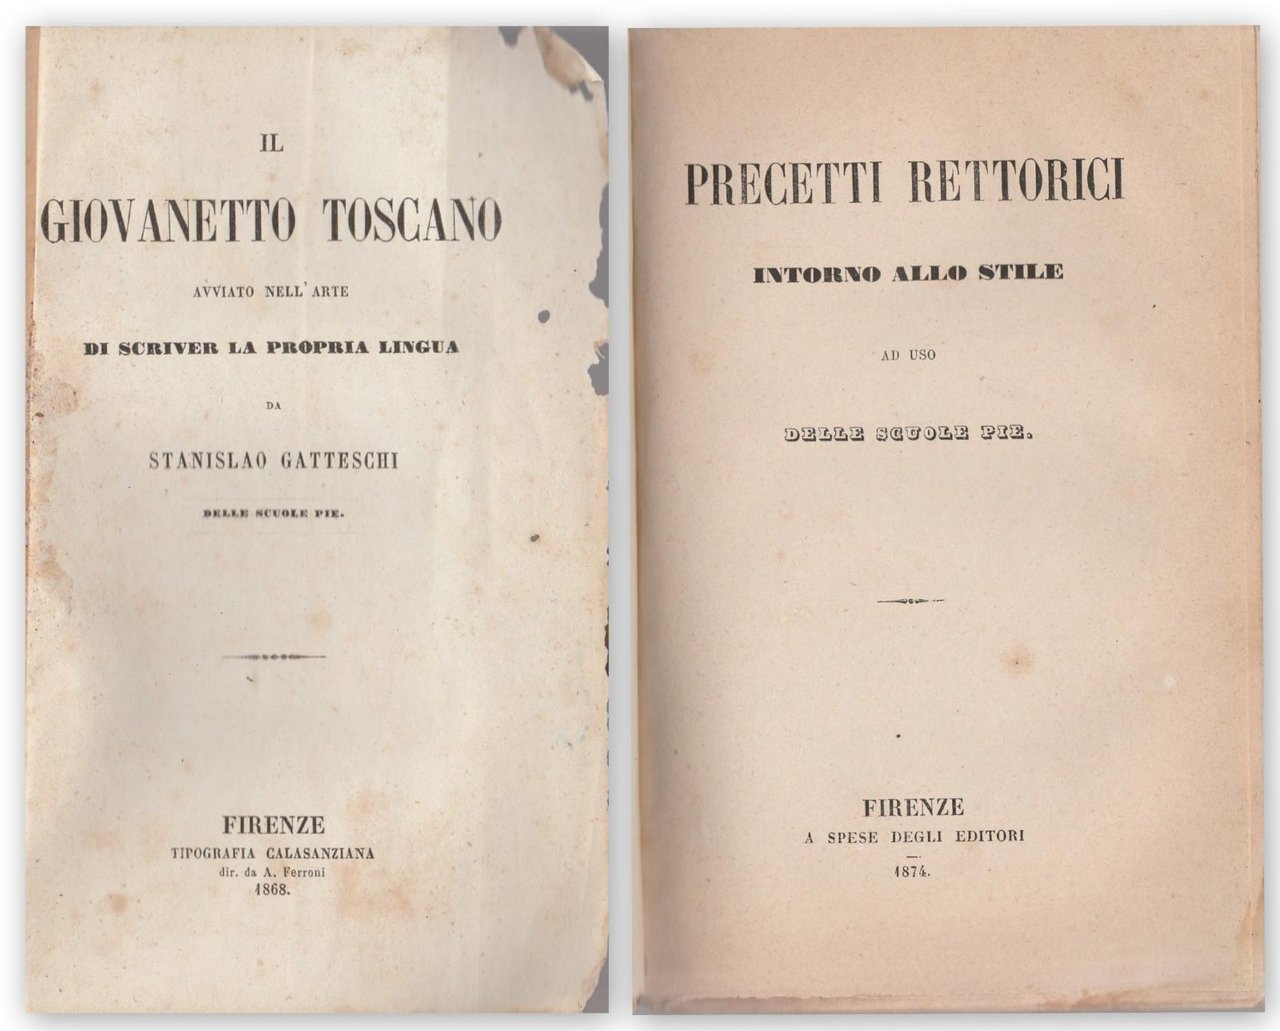 IL
GIOVANETTO TOSCANO
AVVIATO NELL'ARTE
DI SCRIVER LA PROPRIA LINGUA
DA
STANISLAO GATTESCHI
DELLE SCUOLE PIE.
FIRENZE
TIPOGRAFIA CALASANZIANA
dir. da A. Ferroni
1868.
PRECETTI RETTORICI
INTORNO ALLO STILE
AD USO
DELLE SCUOLE PIE.
FIRENZE
A SPESE DEGLI EDITORI
1874.